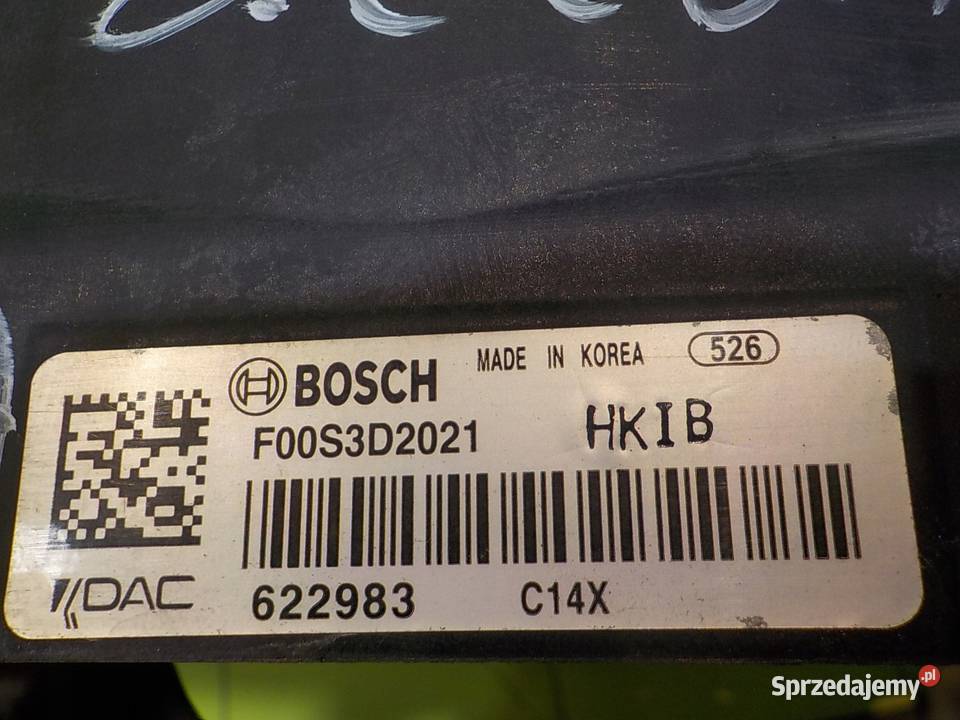 BOSCH MADE IN KOREA 526
F00S3D2021 HKIB
DAC 622983 C14X
Sprzedajemy.pl